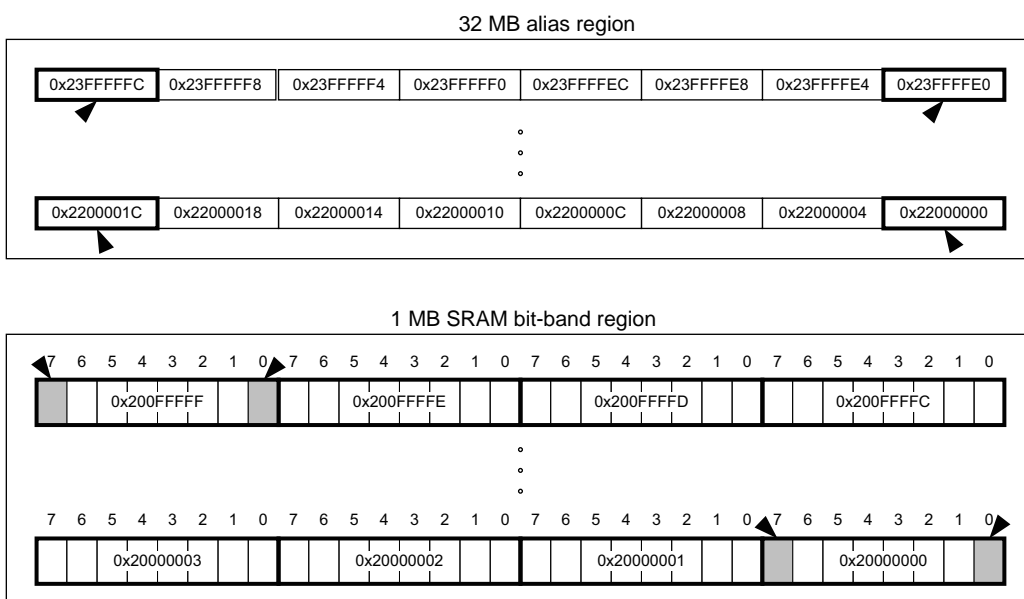 32 MB alias region
0x23FFFFFC 0x23FFFFF8 0x23FFFFF4 0x23FFFFF0 0x23FFFFEC 0x23FFFFE8 0x23FFFFE4 0x23FFFFE0
0x2200001C 0x22000018 0x22000014 0x22000010 0x2200000C 0x22000008 0x22000004 0x22000000
1 MB SRAM bit-band region
7 6 5 4 3 2 1 0 7 6 5 4 3 2 1 0 7 6 5 4 3 2 1 0 7 6 5 4 3 2 1 0
0x200FFFFF 0x200FFFFE 0x200FFFFD 0x200FFFFC
7 6 5 4 3 2 1 0 7 6 5 4 3 2 1 0 7 6 5 4 3 2 1 0 7 6 5 4 3 2 1 0
0x20000003 0x20000002 0x20000001 0x20000000